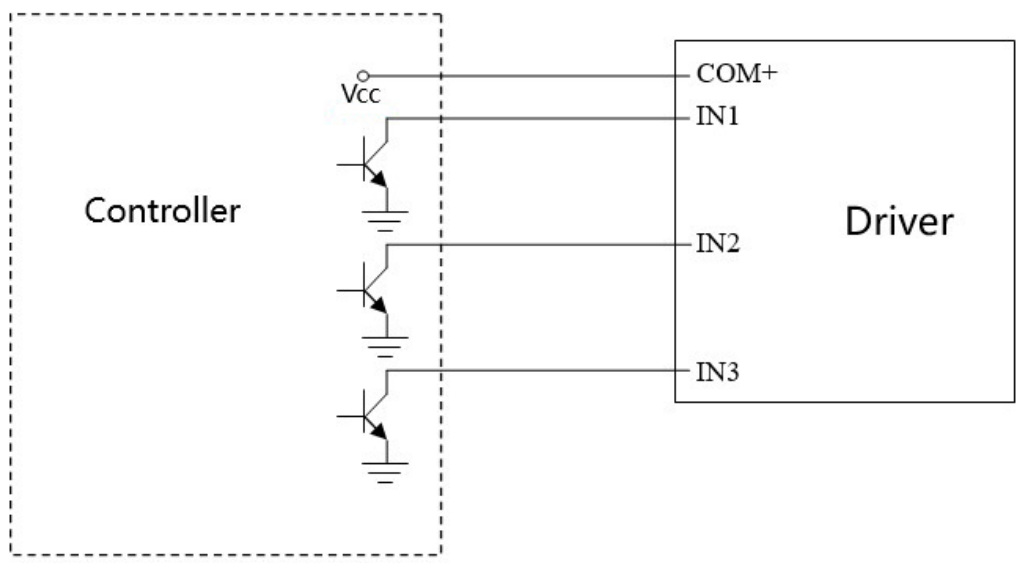 COM+
Vcc
IN1
Controller
Driver
IN2
IN3